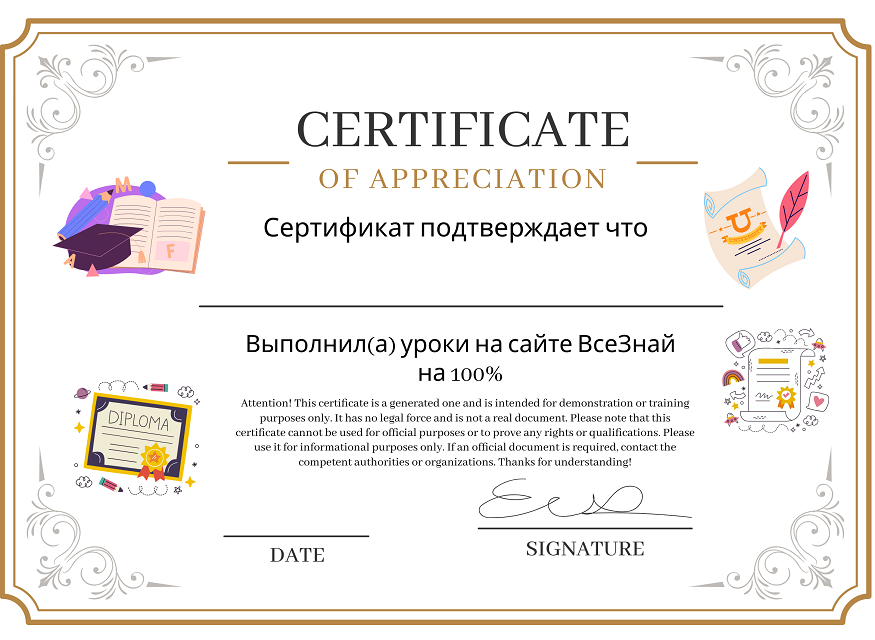 CERTIFICATE
OF APPRECIATION
Сертификат подтверждает что
Выполнил(а) уроки на сайте ВсеЗнай
на 100%
Attention! This certificate is a generated one and is intended for demonstration or training
purposes only. It has no legal force and is not a real document. Please note that this
certificate cannot be used for official purposes or to prove any rights or qualifications. Please
use it for informational purposes only. If an official document is required, contact the
competent authorities or organizations. Thanks for understanding!
DATE
SIGNATURE
M
A
F
DIPLOMA